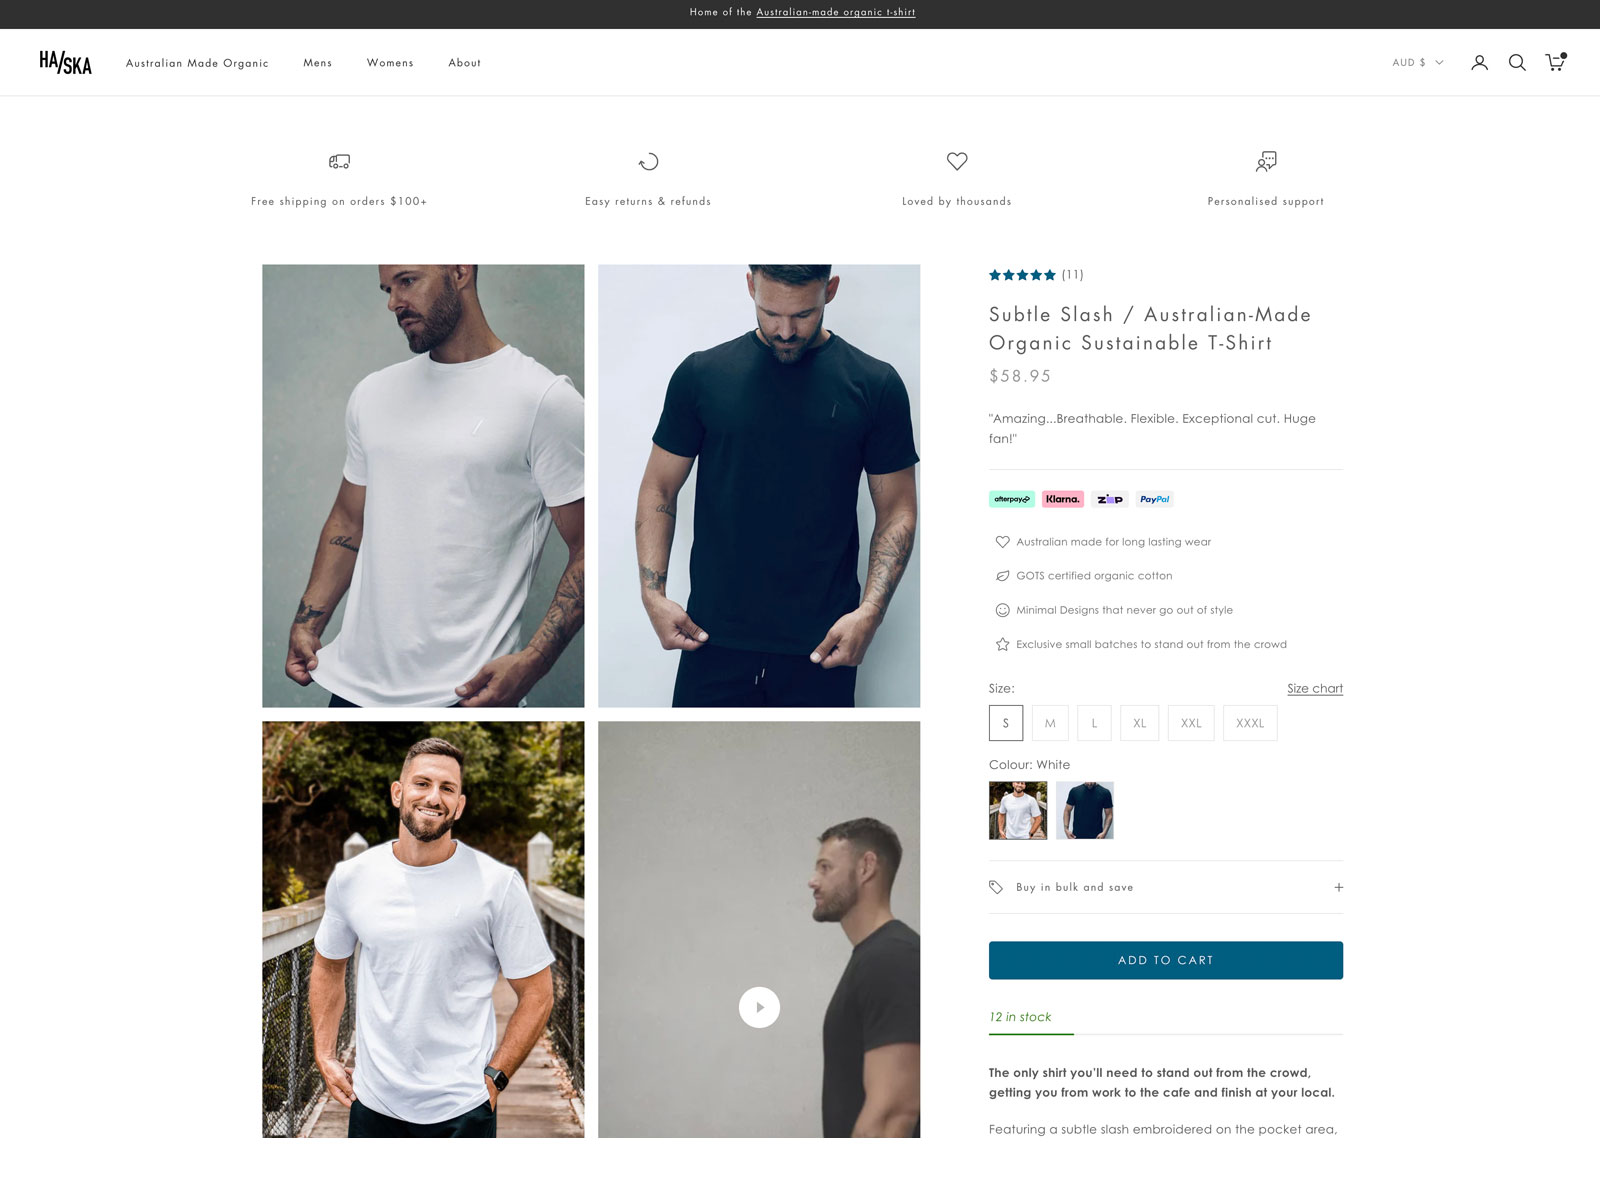 Home of the Australian-made organic t-shirt
HA/SKA
Australian Made Organic
Mens
Womens
About
AUD $
Free shipping on orders $100+
Easy returns & refunds
Loved by thousands
Personalised support
(11)
Subtle Slash / Australian-Made
Organic Sustainable T-Shirt
$58.95
"Amazing...Breathable. Flexible. Exceptional cut. Huge
fan!"
afterpay
Klarna.
zip
PayPal
Australian made for long lasting wear
GOTS certified organic cotton
Minimal Designs that never go out of style
Exclusive small batches to stand out from the crowd
Size:
Size chart
S
M
L
XL
XXL
XXXL
Colour: White
Buy in bulk and save
ADD TO CART
12 in stock
The only shirt you'll need to stand out from the crowd,
getting you from work to the cafe and finish at your local.
Featuring a subtle slash embroidered on the pocket area,